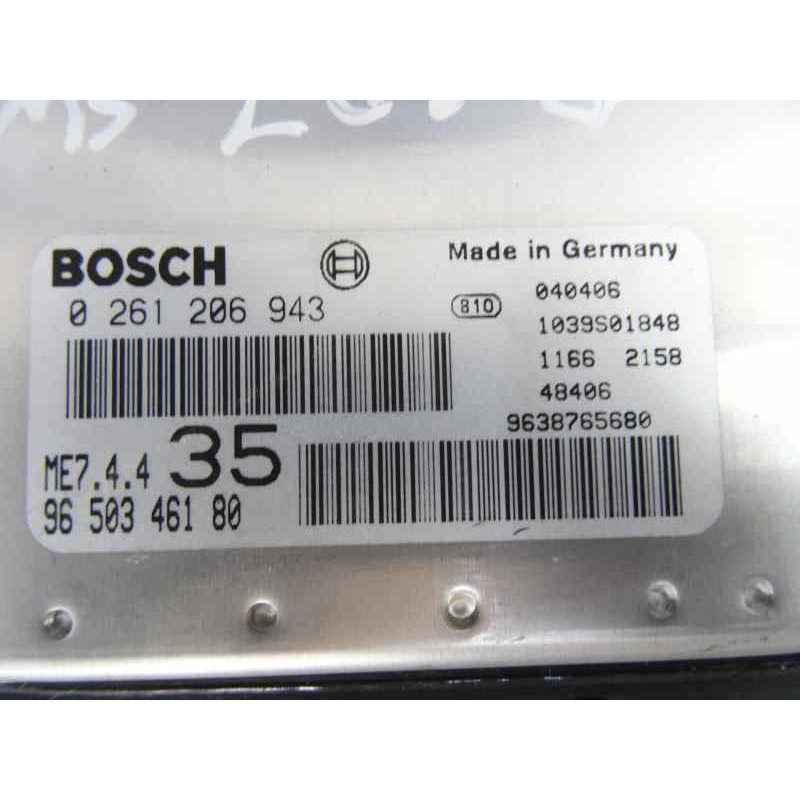 BOSCH
0 261 206 943
Made in Germany
810
040406
1039S01848
1166 2158
48406
9638765680
ME7.4.4 35
96 503 461 80